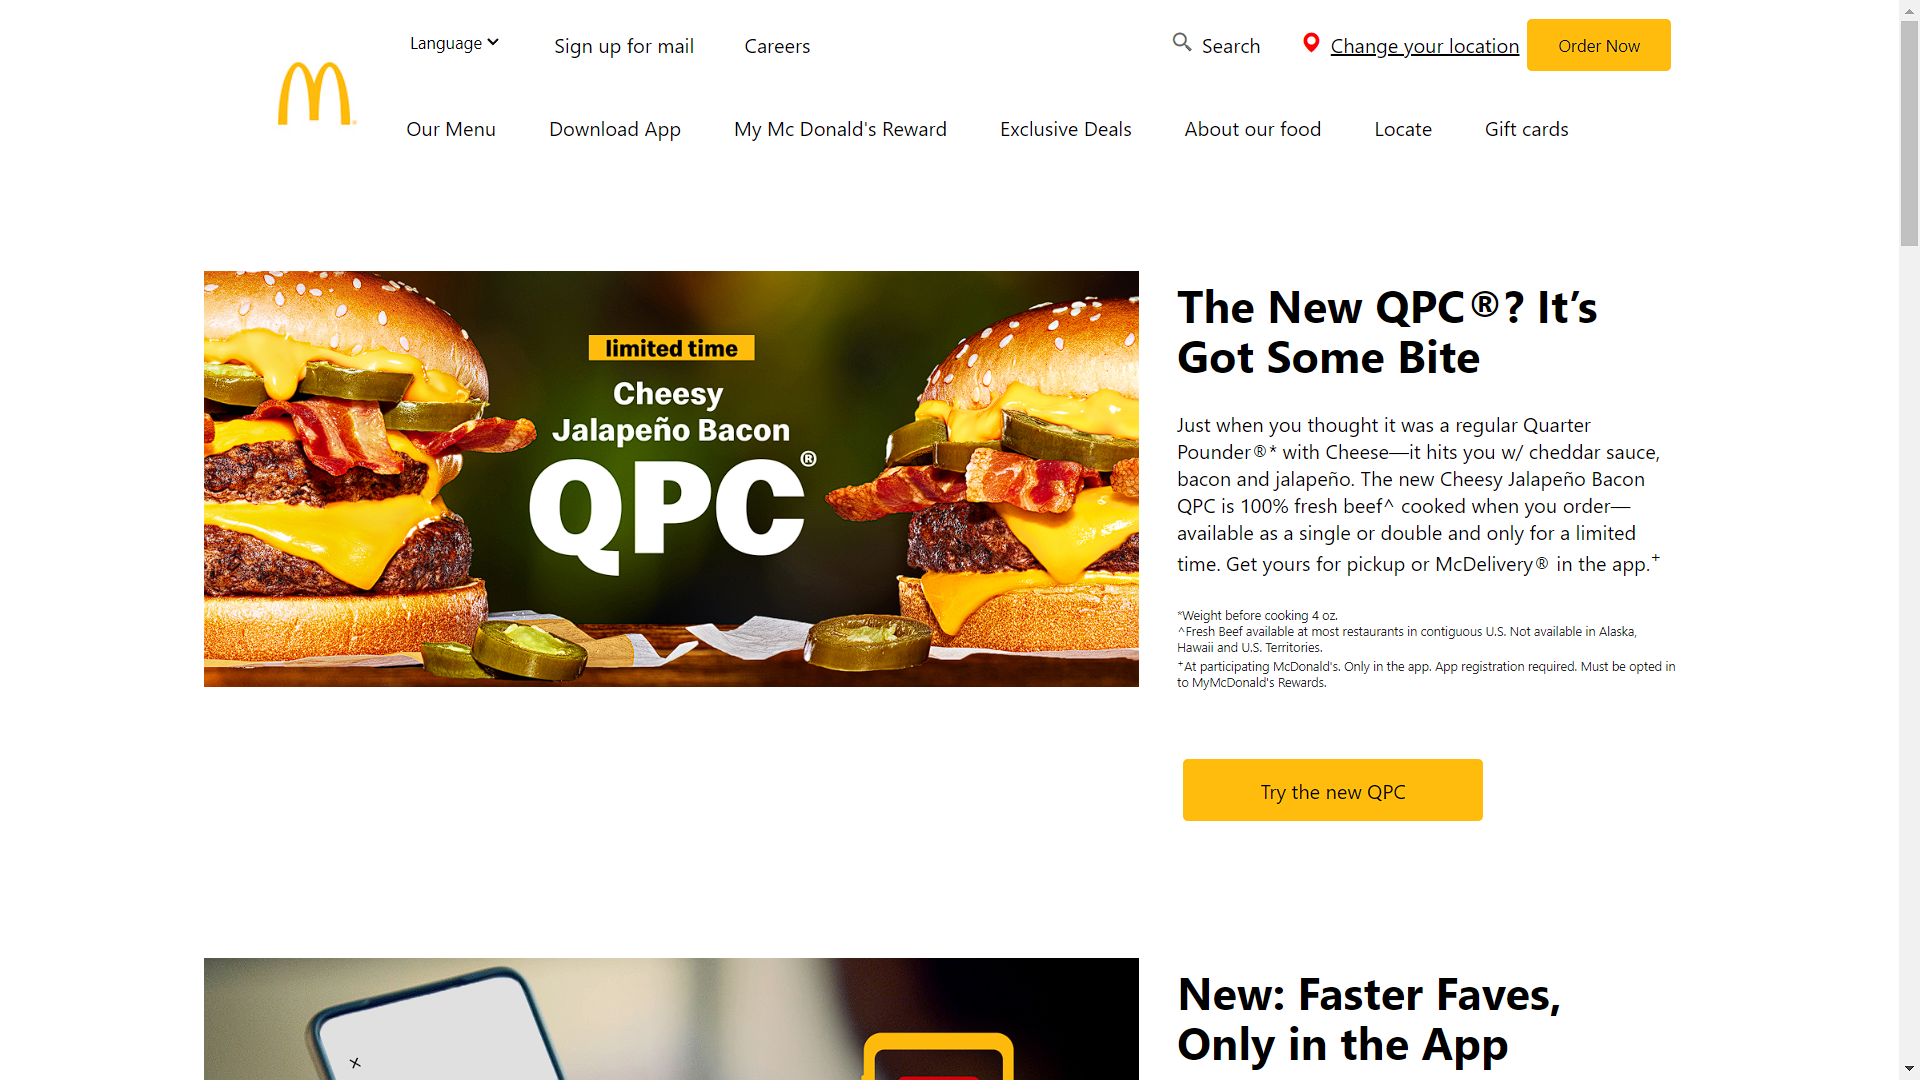 Language
Sign up for mail
Careers
Search
Change your location
Order Now
Our Menu
Download App
My Mc Donald's Reward
Exclusive Deals
About our food
Locate
Gift cards
limited time
Cheesy
Jalapeño Bacon
QPC®
The New QPC®? It’s
Got Some Bite
Just when you thought it was a regular Quarter
Pounder®* with Cheese—it hits you w/ cheddar sauce,
bacon and jalapeño. The new Cheesy Jalapeño Bacon
QPC is 100% fresh beef^ cooked when you order—
available as a single or double and only for a limited
time. Get yours for pickup or McDelivery® in the app.⁺
*Weight before cooking 4 oz.
^Fresh Beef available at most restaurants in contiguous U.S. Not available in Alaska,
Hawaii and U.S. Territories.
⁺At participating McDonald's. Only in the app. App registration required. Must be opted in
to MyMcDonald's Rewards.
Try the new QPC
New: Faster Faves,
Only in the App